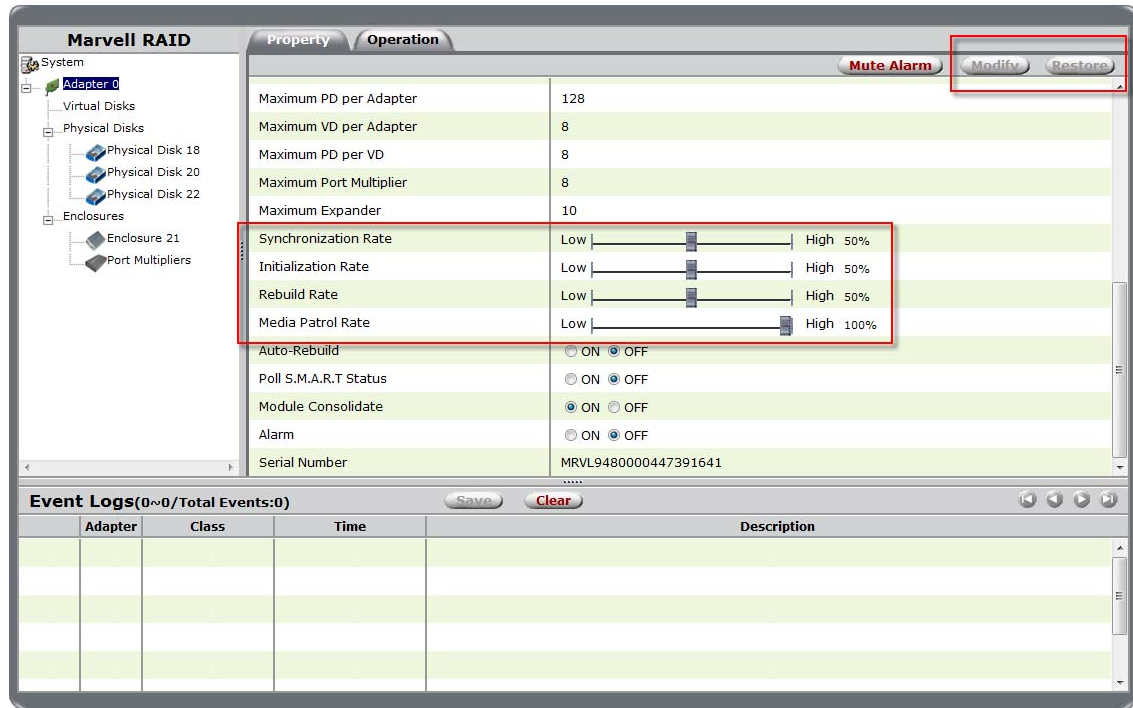 Marvell RAID
Property Operation
Mute Alarm Modify Restore
System
Adapter 0
Virtual Disks
Physical Disks
Physical Disk 18
Physical Disk 20
Physical Disk 22
Enclosures
Enclosure 21
Port Multipliers
Maximum PD per Adapter 128
Maximum VD per Adapter 8
Maximum PD per VD 8
Maximum Port Multiplier 8
Maximum Expander 10
Synchronization Rate Low High 50%
Initialization Rate Low High 50%
Rebuild Rate Low High 50%
Media Patrol Rate Low High 100%
Auto-Rebuild ON OFF
Poll S.M.A.R.T Status ON OFF
Module Consolidate ON OFF
Alarm ON OFF
Serial Number MRVL9480000447391641
Event Logs(0~0/Total Events:0) Save Clear
Adapter Class Time Description